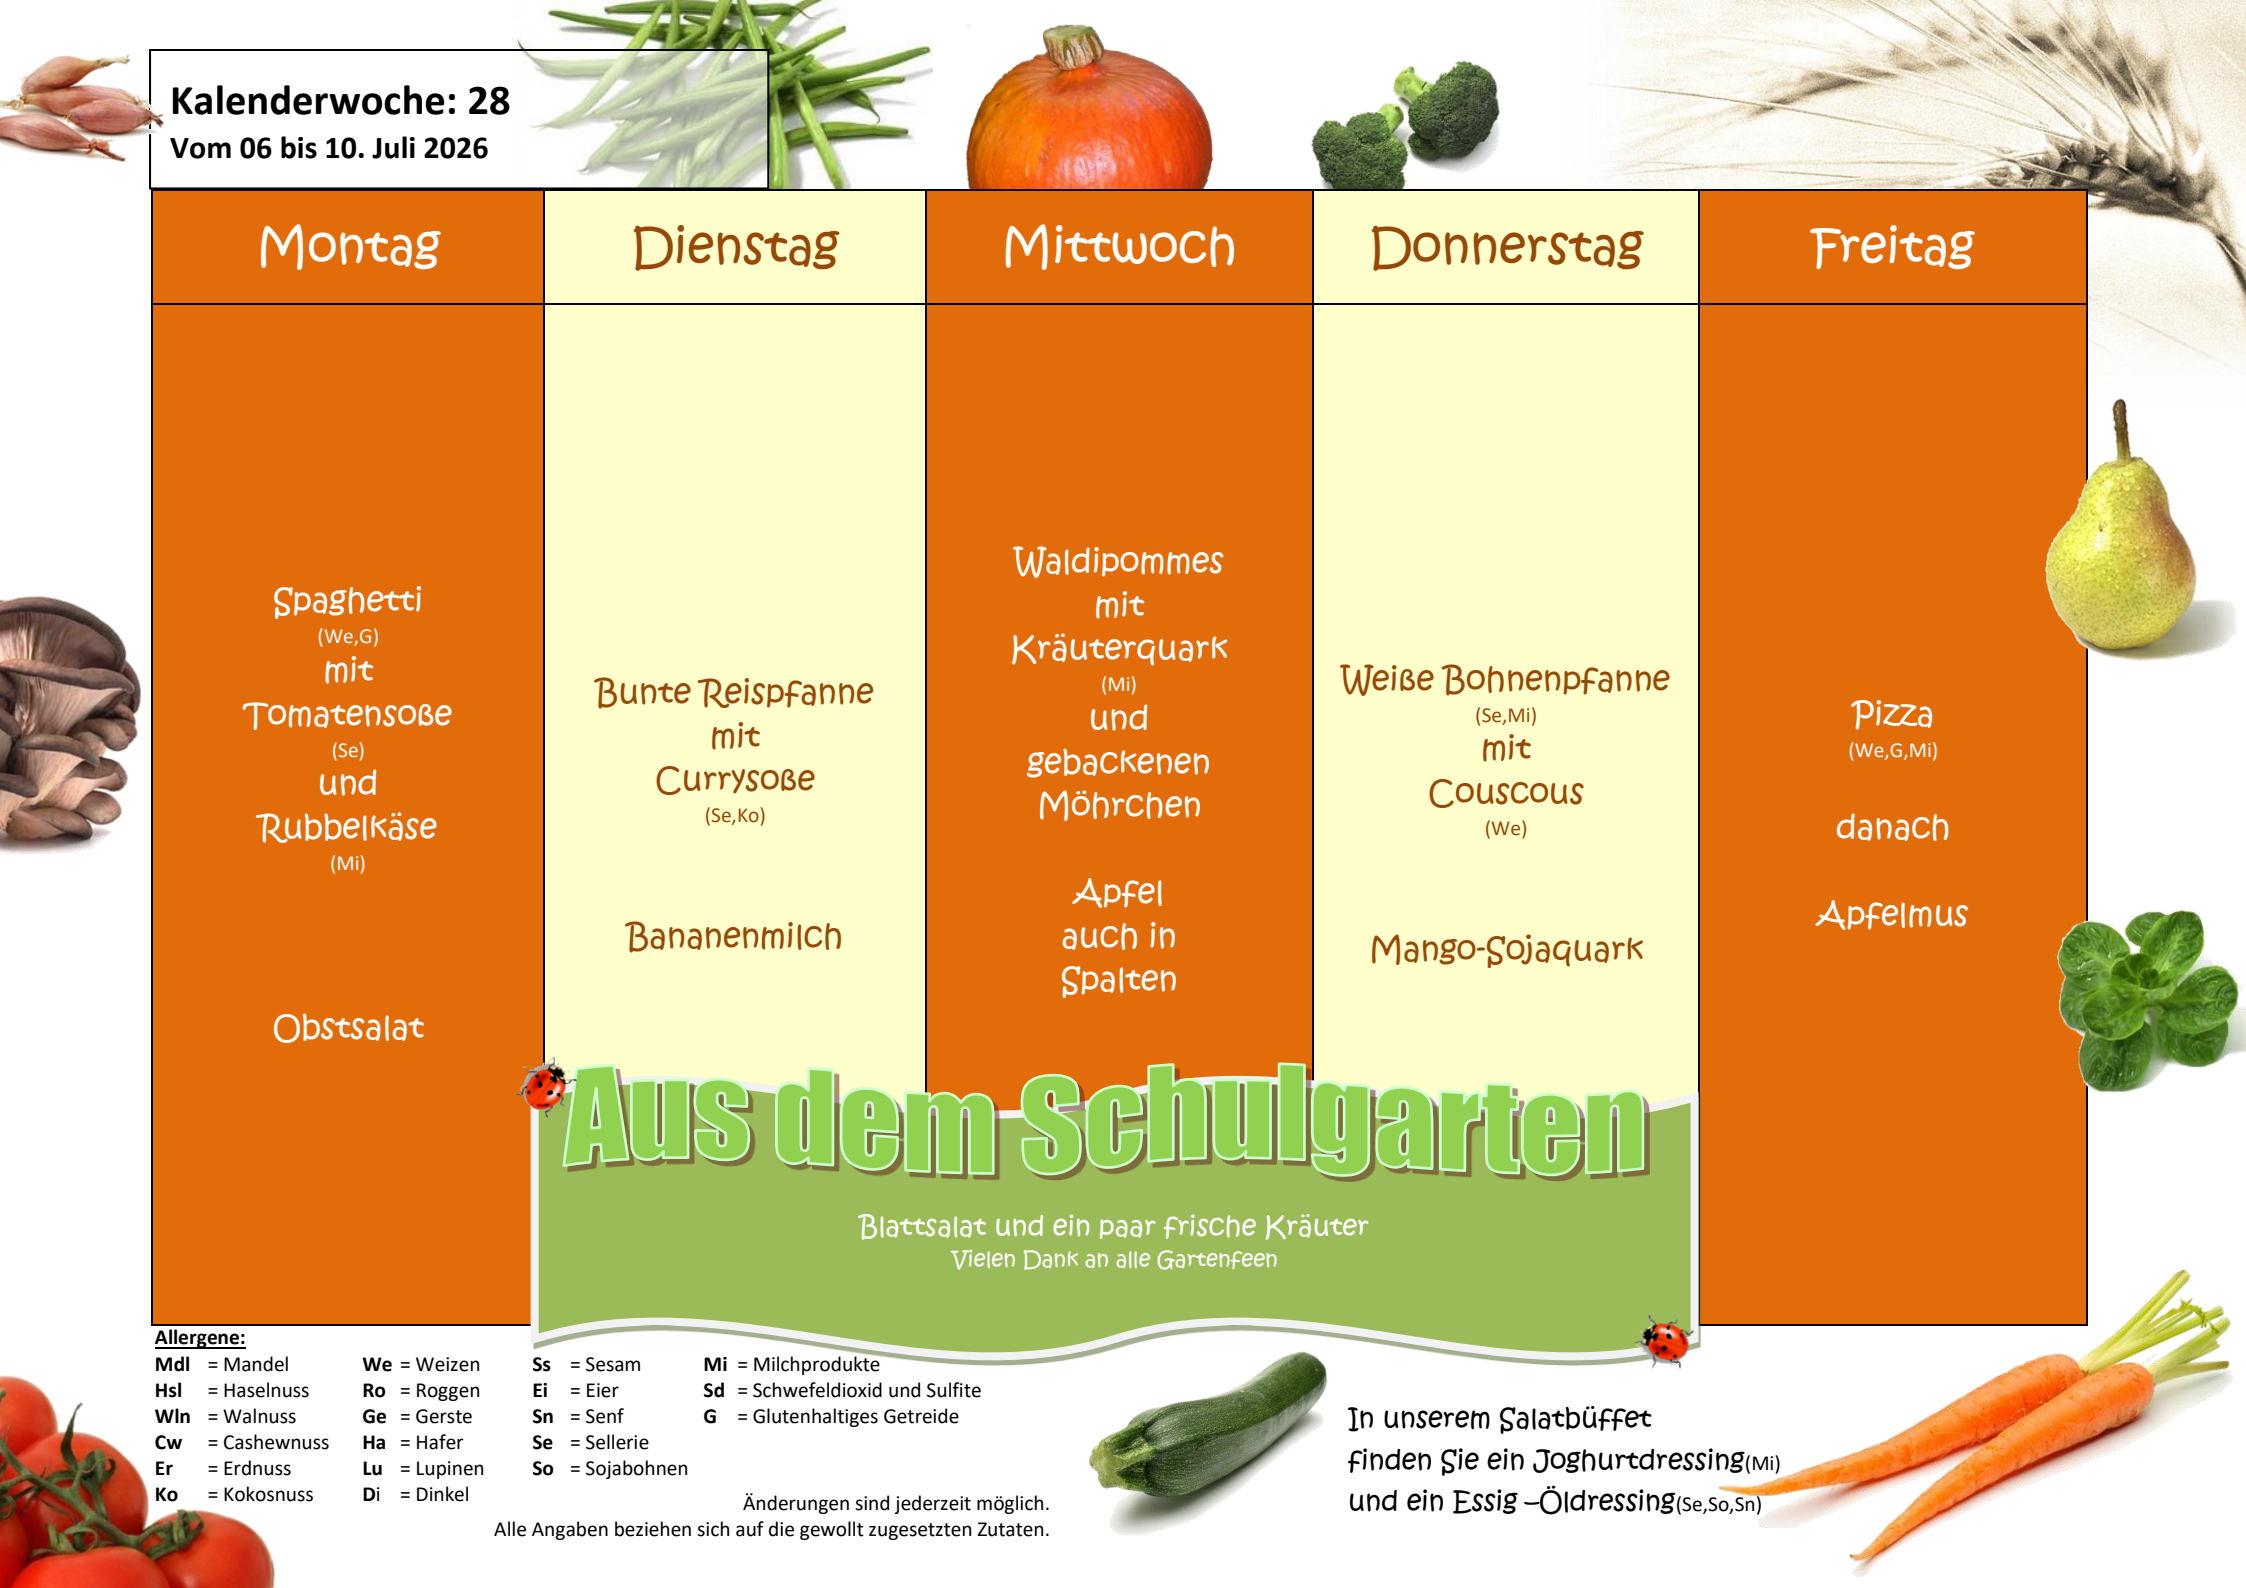 Kalenderwoche: 28
Vom 06 bis 10. Juli 2026
Montag
Dienstag
Mittwoch
Donnerstag
Freitag
Spaghetti
(We,G)
mit
Tomatensoße
(Se)
und
Rubbelkäse
(Mi)
Obstsalat
Bunte Reispfanne
mit
Currysoße
(Se,Ko)
Bananenmilch
Waldipommes
mit
Kräuterquark
(Mi)
und
gebackenen
Möhrchen
Apfel
auch in
Spalten
Weiße Bohnenpfanne
(Se,Mi)
mit
Couscous
(We)
Mango-Sojaquark
Pizza
(We,G,Mi)
danach
Apfelmus
Aus dem Schulgarten
Blattsalat und ein paar frische Kräuter
Vielen Dank an alle Gartenfeen
Allergene:
Mdl = Mandel We = Weizen Ss = Sesam Mi = Milchprodukte
Hsl = Haselnuss Ro = Roggen Ei = Eier Sd = Schwefeldioxid und Sulfite
Wln = Walnuss Ge = Gerste Sn = Senf G = Glutenhaltiges Getreide
Cw = Cashewnuss Ha = Hafer Se = Sellerie
Er = Erdnuss Lu = Lupinen So = Sojabohnen
Ko = Kokosnuss Di = Dinkel
Änderungen sind jederzeit möglich.
Alle Angaben beziehen sich auf die gewollt zugesetzten Zutaten.
In unserem Salatbüffet
finden Sie ein Joghurtdressing(Mi)
und ein Essig –Öldressing(Se,So,Sn)